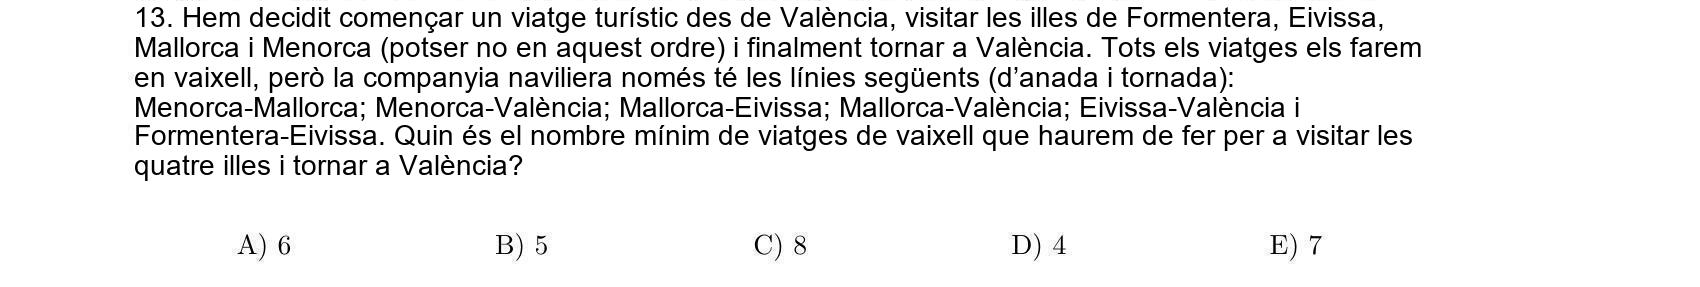 13. Hem decidit començar un viatge turístic des de València, visitar les illes de Formentera, Eivissa,
Mallorca i Menorca (potser no en aquest ordre) i finalment tornar a València. Tots els viatges els farem
en vaixell, però la companyia naviliera només té les línies següents (d’anada i tornada):
Menorca-Mallorca; Menorca-València; Mallorca-Eivissa; Mallorca-València; Eivissa-València i
Formentera-Eivissa. Quin és el nombre mínim de viatges de vaixell que haurem de fer per a visitar les
quatre illes i tornar a València?
A) 6 B) 5 C) 8 D) 4 E) 7